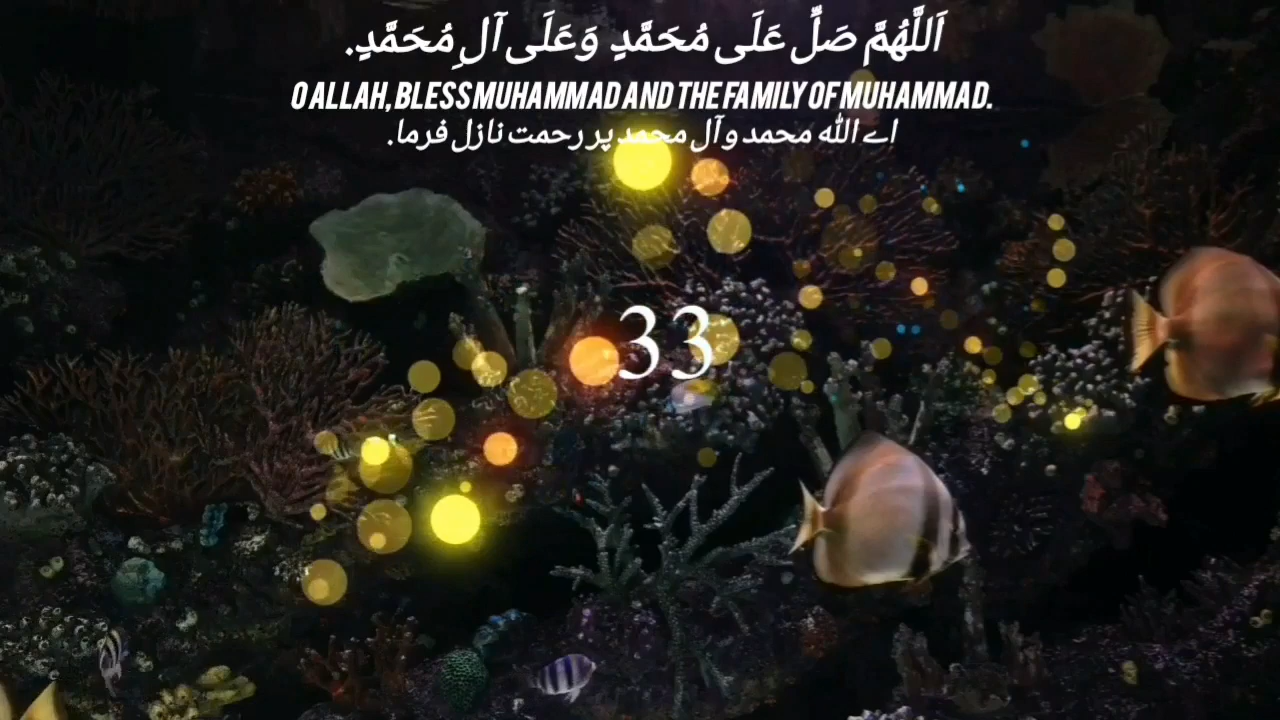 اَللَّهُمَّ صَلِّ عَلَى مُحَمَّدٍ وَعَلَى آلِ مُحَمَّدٍ.
O ALLAH, BLESS MUHAMMAD AND THE FAMILY OF MUHAMMAD.
اے اللہ محمد و آل محمد پر رحمت نازل فرما.
33